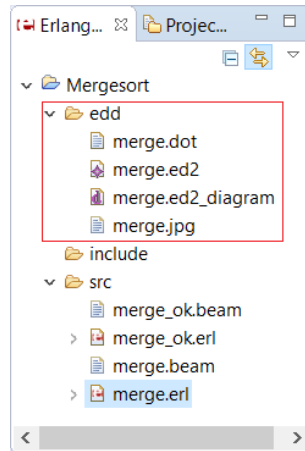 Erlang... Projec...
Mergesort
edd
merge.dot
merge.ed2
merge.ed2_diagram
merge.jpg
include
src
merge_ok.beam
merge_ok.erl
merge.beam
merge.erl